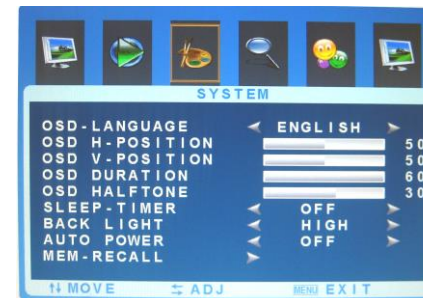 SYSTEM
OSD-LANGUAGE ENGLISH
OSD H-POSITION 50
OSD V-POSITION 50
OSD DURATION 60
OSD HALFTONE 30
SLEEP-TIMER OFF
BACK LIGHT HIGH
AUTO POWER OFF
MEM-RECALL
MOVE ADJ MENU EXIT